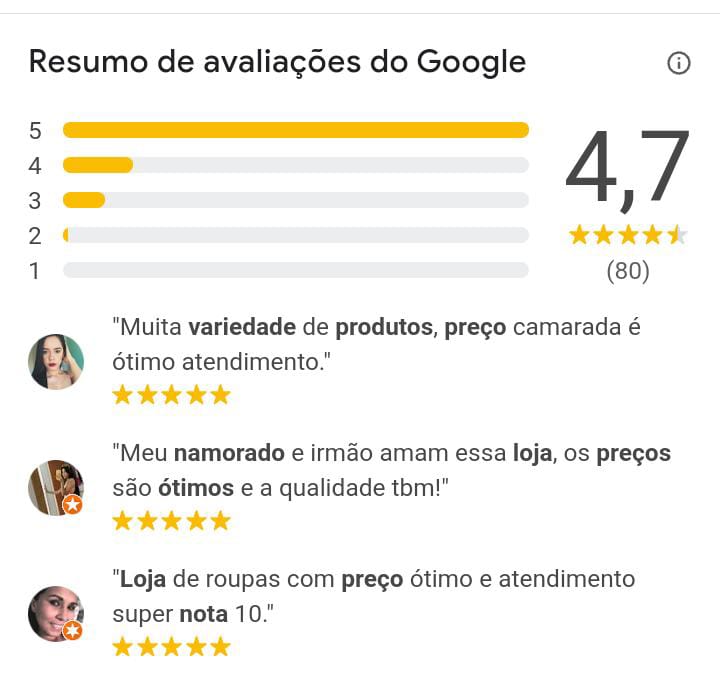 Resumo de avaliações do Google
5
4
3
2
1
4,7
(80)
"Muita variedade de produtos, preço camarada é
ótimo atendimento."
"Meu namorado e irmão amam essa loja, os preços
são ótimos e a qualidade tbm!"
"Loja de roupas com preço ótimo e atendimento
super nota 10."